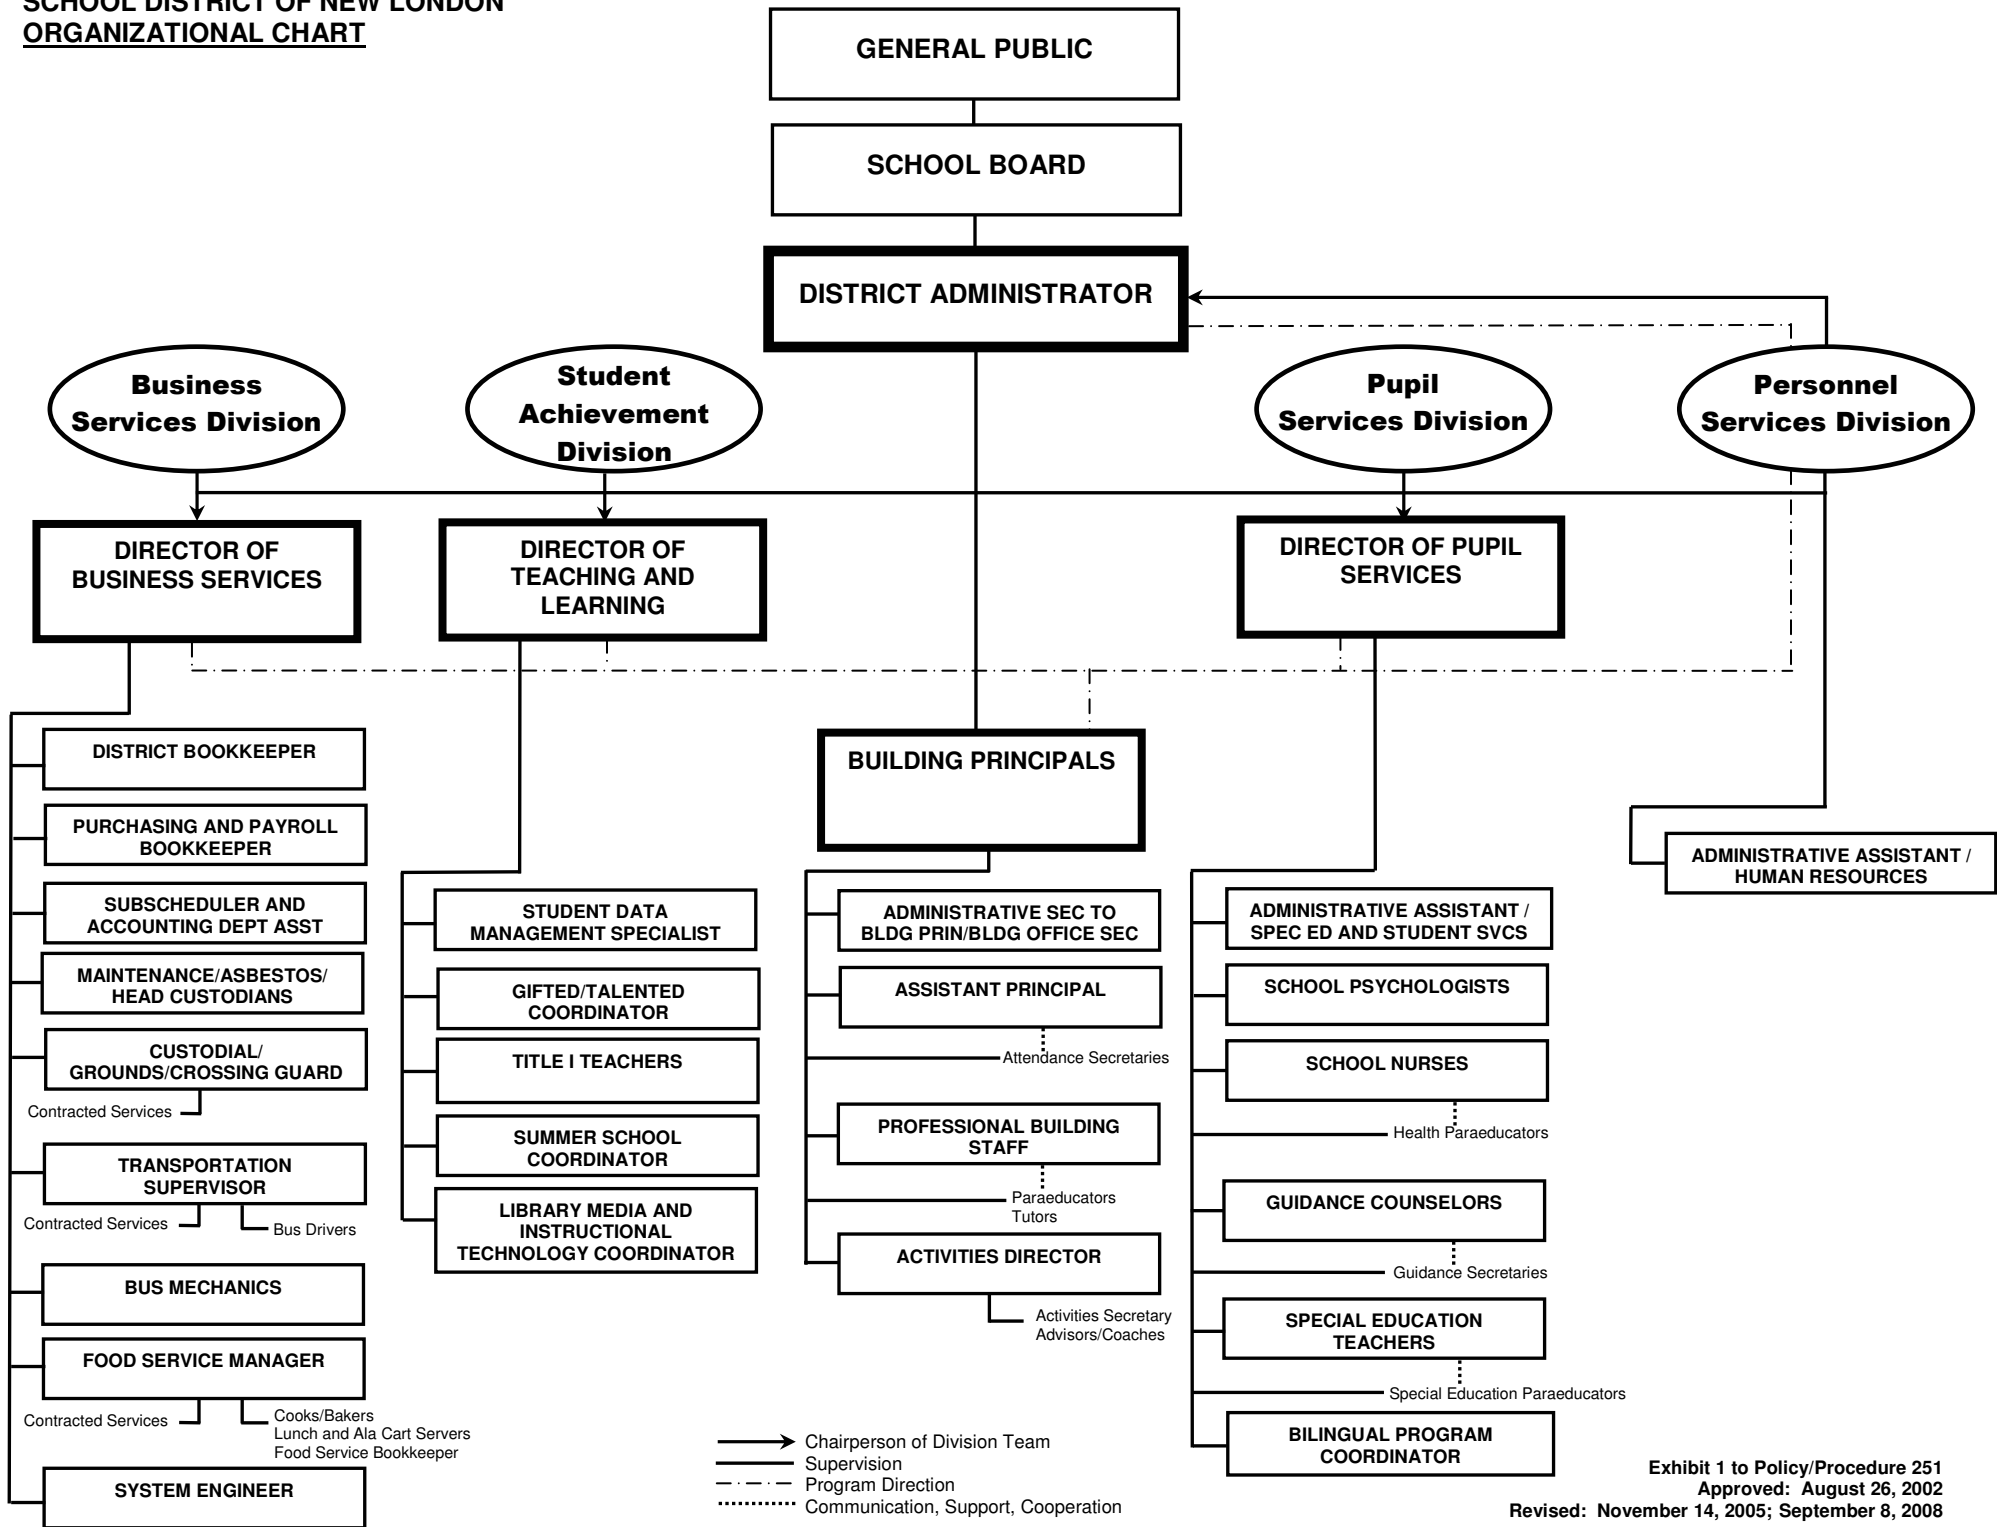 SCHOOL DISTRICT OF NEW LONDON
ORGANIZATIONAL CHART
GENERAL PUBLIC
SCHOOL BOARD
DISTRICT ADMINISTRATOR
Business
Services Division
Student
Achievement
Division
Pupil
Services Division
Personnel
Services Division
DIRECTOR OF
BUSINESS SERVICES
DIRECTOR OF
TEACHING AND
LEARNING
DIRECTOR OF PUPIL
SERVICES
BUILDING PRINCIPALS
DISTRICT BOOKKEEPER
PURCHASING AND PAYROLL
BOOKKEEPER
SUBSCHEDULER AND
ACCOUNTING DEPT ASST
MAINTENANCE/ASBESTOS/
HEAD CUSTODIANS
CUSTODIAL/
GROUNDS/CROSSING GUARD
Contracted Services
TRANSPORTATION
SUPERVISOR
Contracted Services
Bus Drivers
BUS MECHANICS
FOOD SERVICE MANAGER
Contracted Services
Cooks/Bakers
Lunch and Ala Cart Servers
Food Service Bookkeeper
SYSTEM ENGINEER
STUDENT DATA
MANAGEMENT SPECIALIST
GIFTED/TALENTED
COORDINATOR
TITLE I TEACHERS
SUMMER SCHOOL
COORDINATOR
LIBRARY MEDIA AND
INSTRUCTIONAL
TECHNOLOGY COORDINATOR
ADMINISTRATIVE SEC TO
BLDG PRIN/BLDG OFFICE SEC
ASSISTANT PRINCIPAL
Attendance Secretaries
PROFESSIONAL BUILDING
STAFF
Paraeducators
Tutors
ACTIVITIES DIRECTOR
Activities Secretary
Advisors/Coaches
ADMINISTRATIVE ASSISTANT /
SPEC ED AND STUDENT SVCS
SCHOOL PSYCHOLOGISTS
SCHOOL NURSES
Health Paraeducators
GUIDANCE COUNSELORS
Guidance Secretaries
SPECIAL EDUCATION
TEACHERS
Special Education Paraeducators
BILINGUAL PROGRAM
COORDINATOR
ADMINISTRATIVE ASSISTANT /
HUMAN RESOURCES
Chairperson of Division Team
Supervision
Program Direction
Communication, Support, Cooperation
Exhibit 1 to Policy/Procedure 251
Approved: August 26, 2002
Revised: November 14, 2005; September 8, 2008